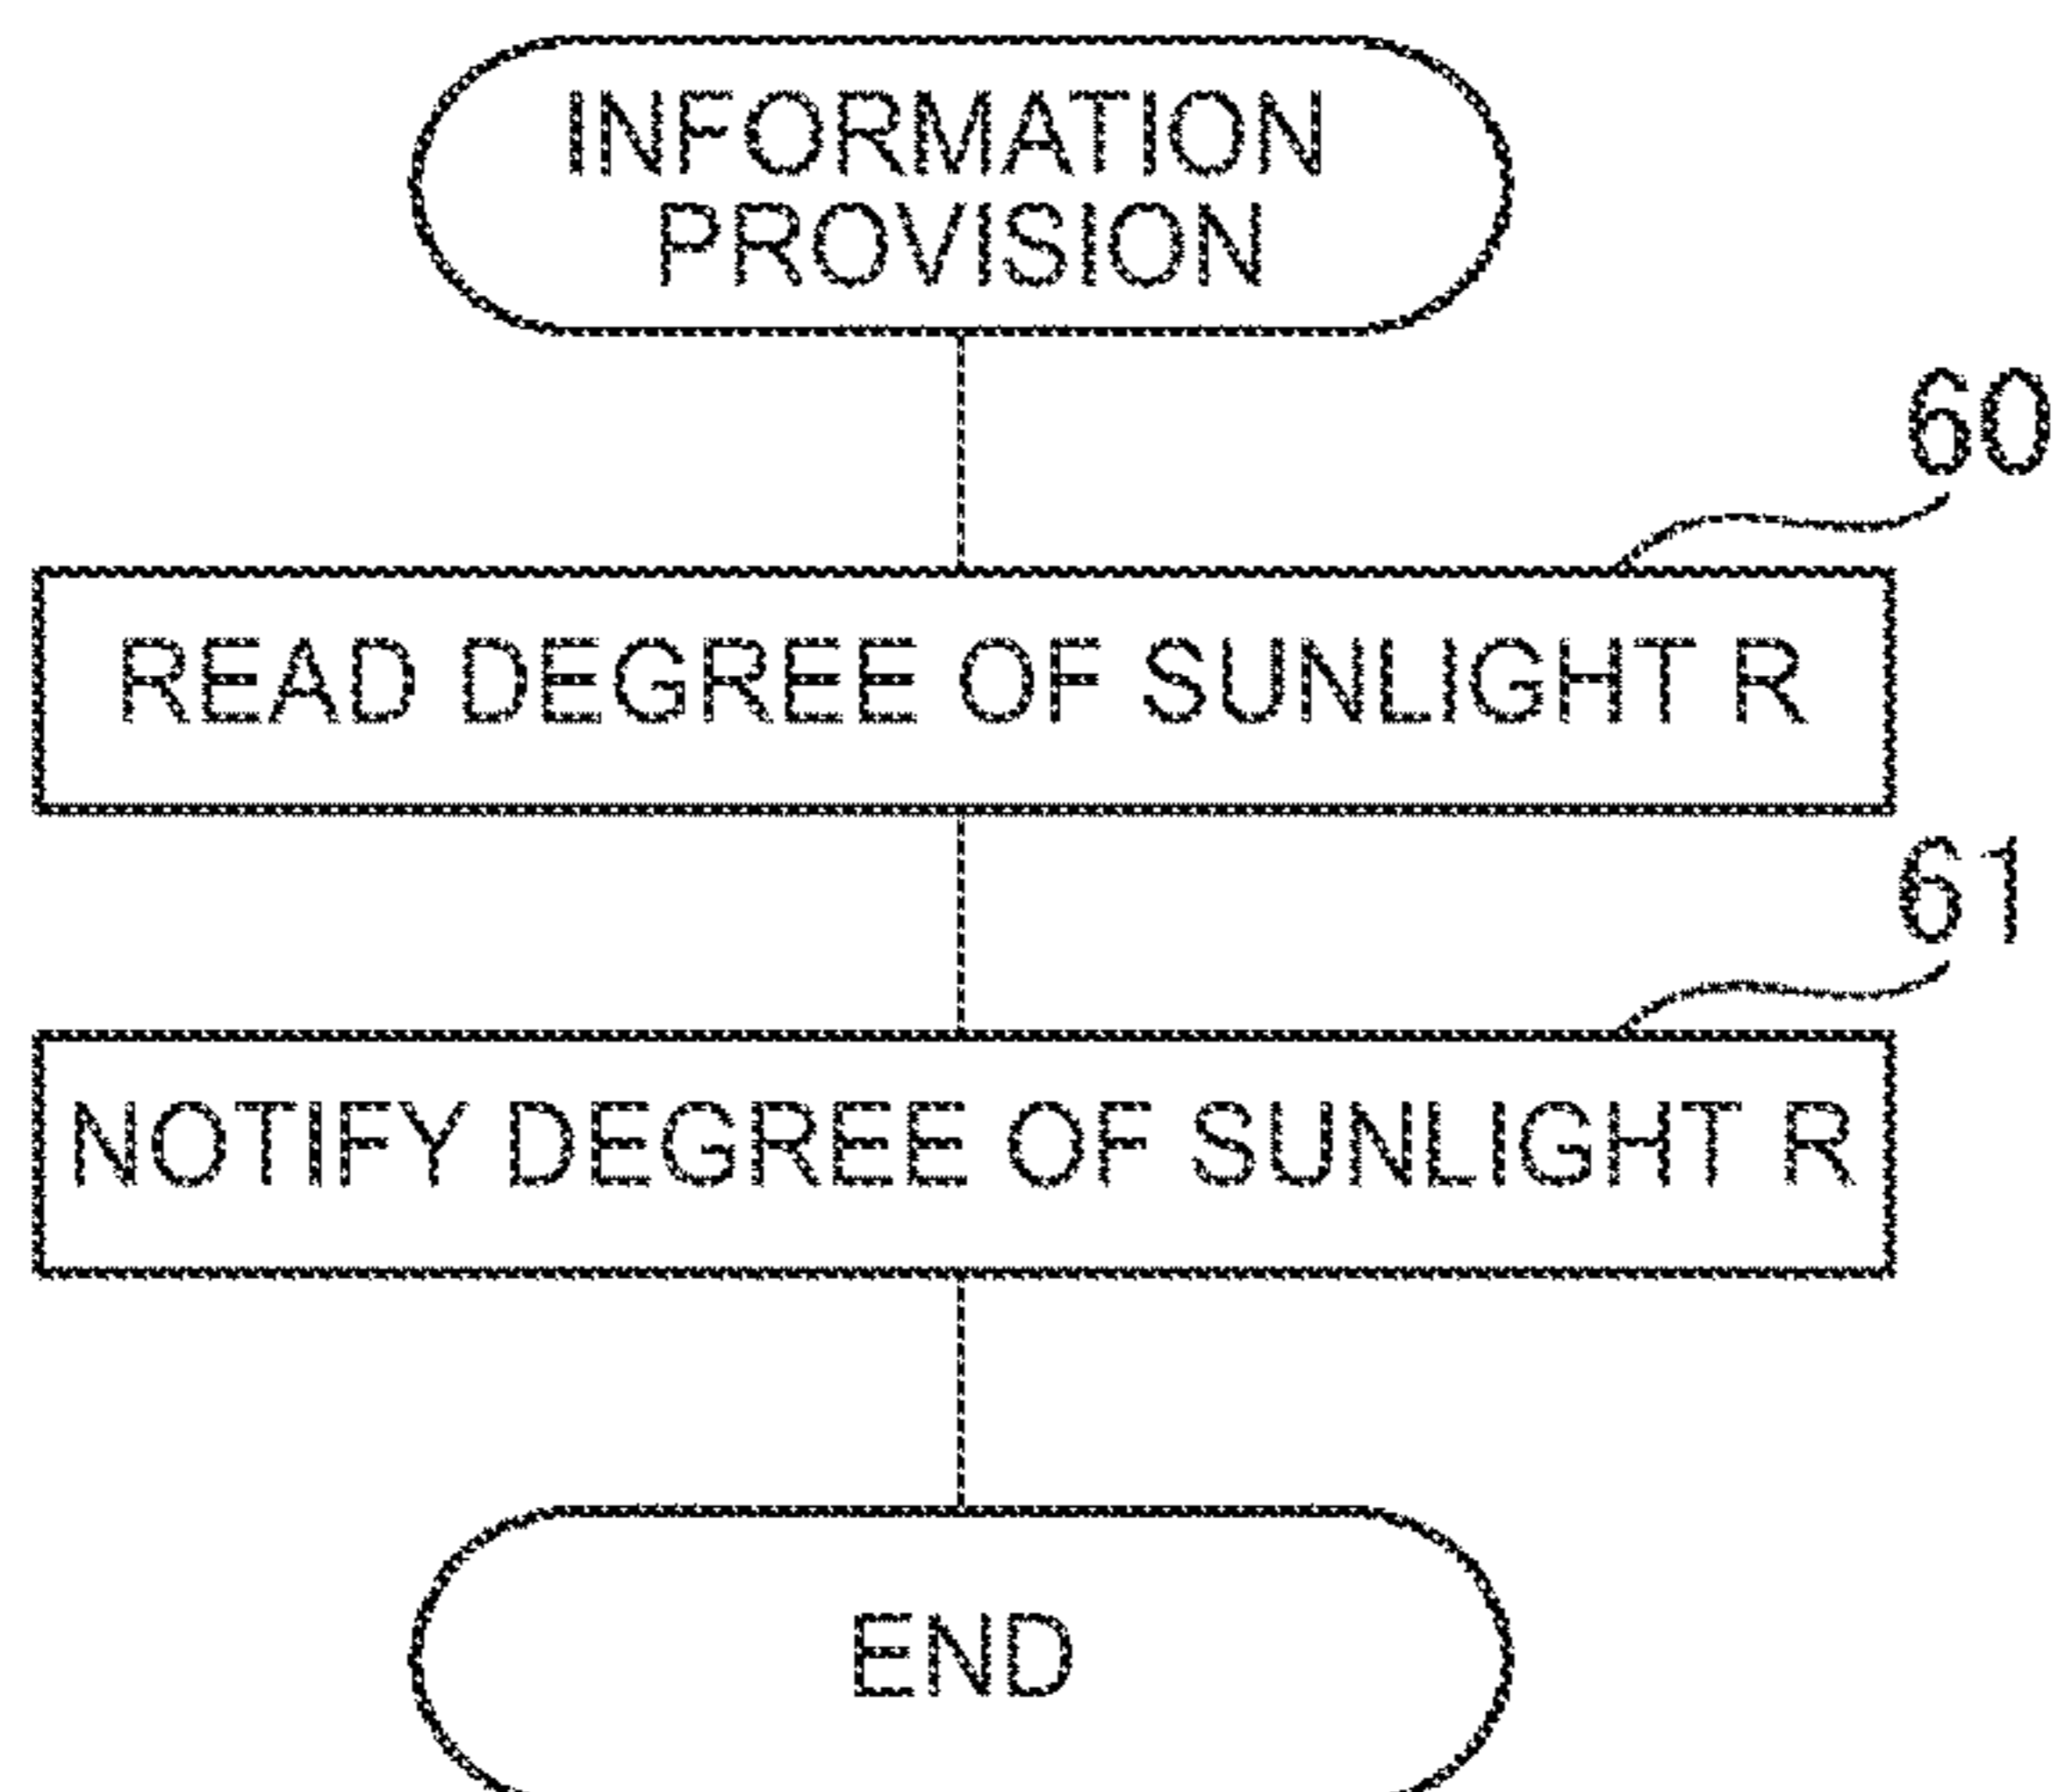 INFORMATION
PROVISION
60
READ DEGREE OF SUNLIGHT R
61
NOTIFY DEGREE OF SUNLIGHT R
END